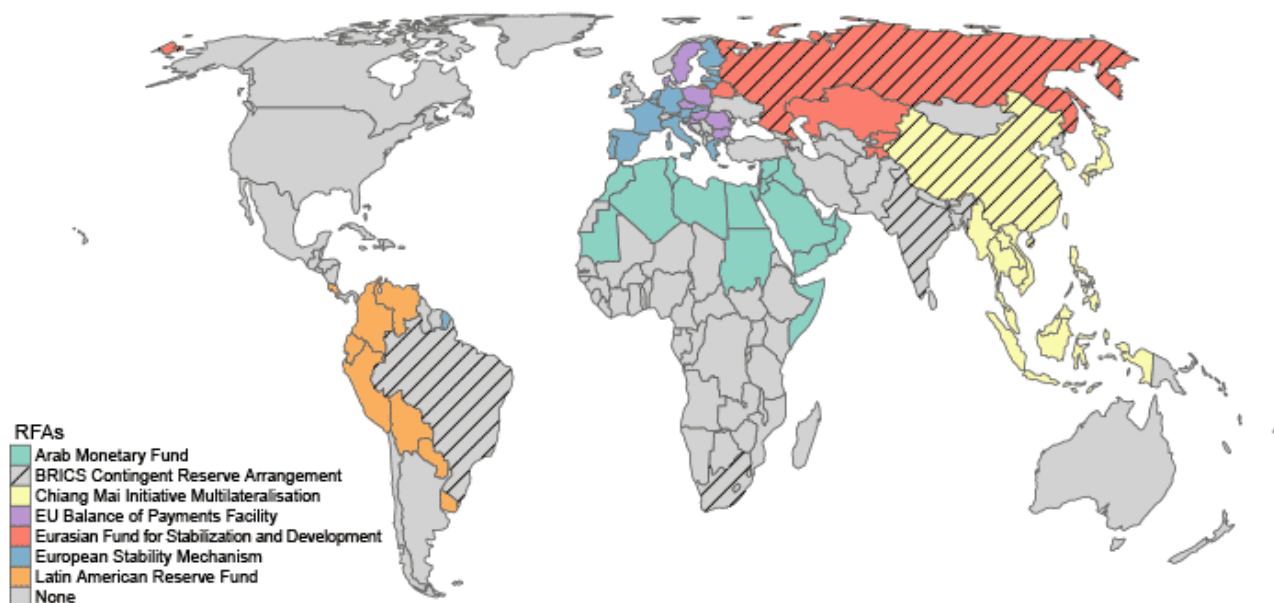 RFAs
Arab Monetary Fund
BRICS Contingent Reserve Arrangement
Chiang Mai Initiative Multilateralisation
EU Balance of Payments Facility
Eurasian Fund for Stabilization and Development
European Stability Mechanism
Latin American Reserve Fund
None